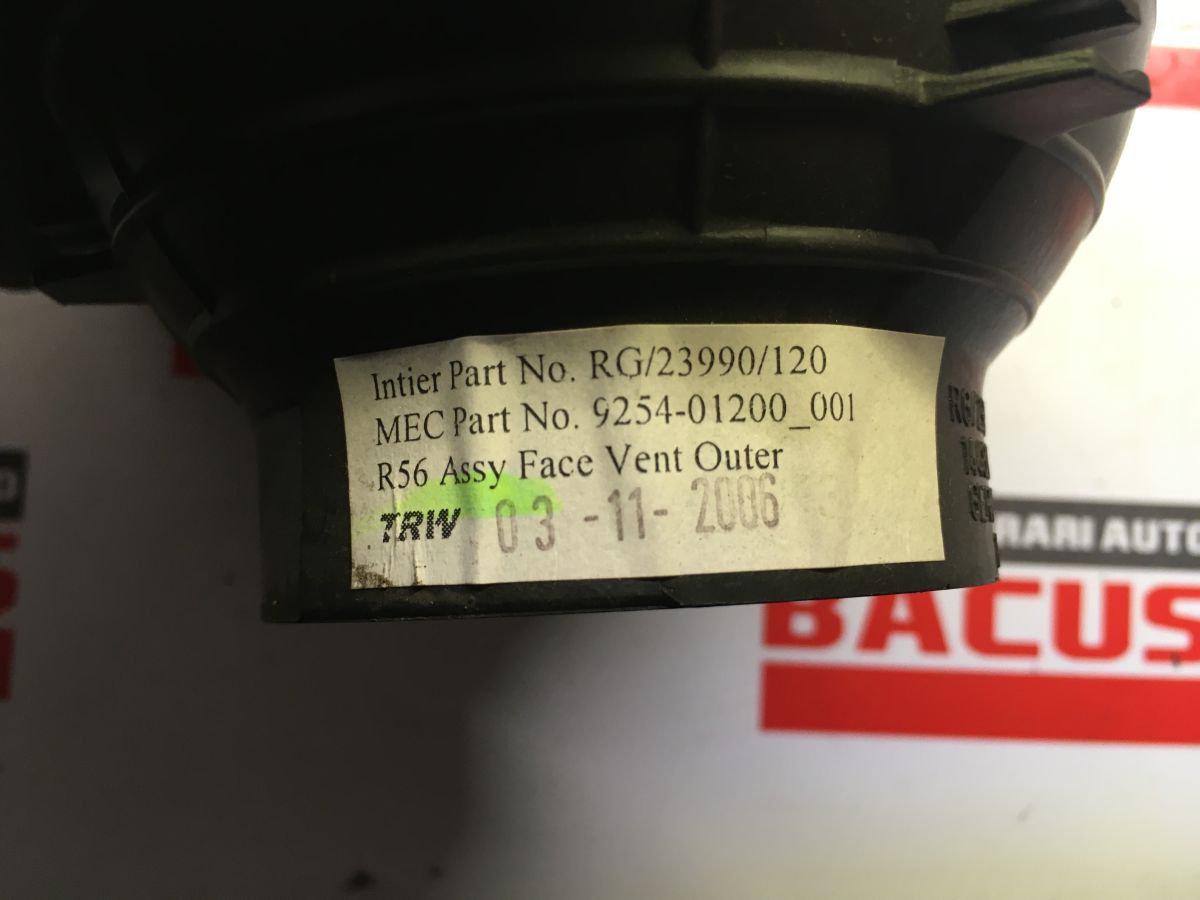 Intier Part No. RG/23990/120
MEC Part No. 9254-01200_001
R56 Assy Face Vent Outer
TRW 03 -11- 2006
RARI AUTO
BACUS